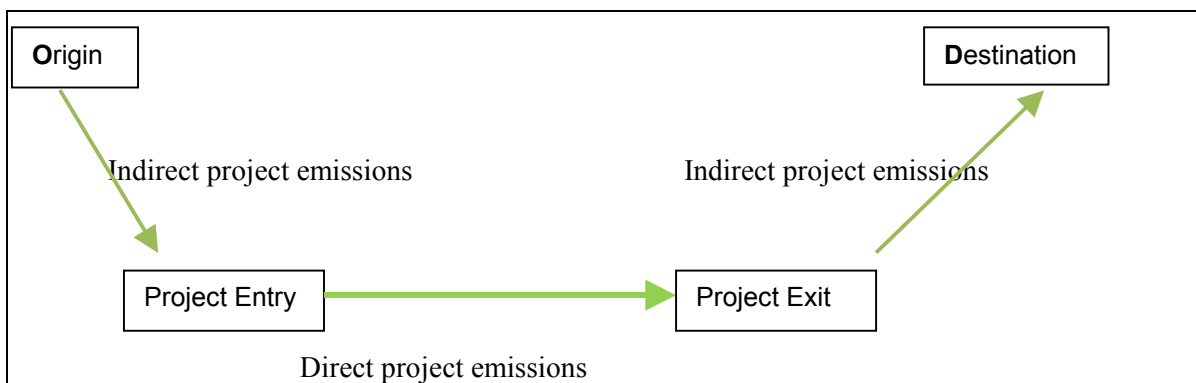 Origin
Destination
Indirect project emissions
Indirect project emissions
Project Entry
Project Exit
Direct project emissions